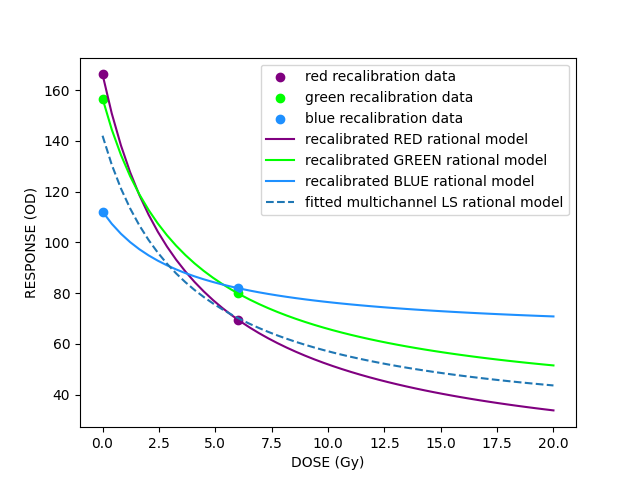 red recalibration data
green recalibration data
blue recalibration data
recalibrated RED rational model
recalibrated GREEN rational model
recalibrated BLUE rational model
fitted multichannel LS rational model
RESPONSE (OD)
160
140
120
100
80
60
40
0.0 2.5 5.0 7.5 10.0 12.5 15.0 17.5 20.0
DOSE (Gy)